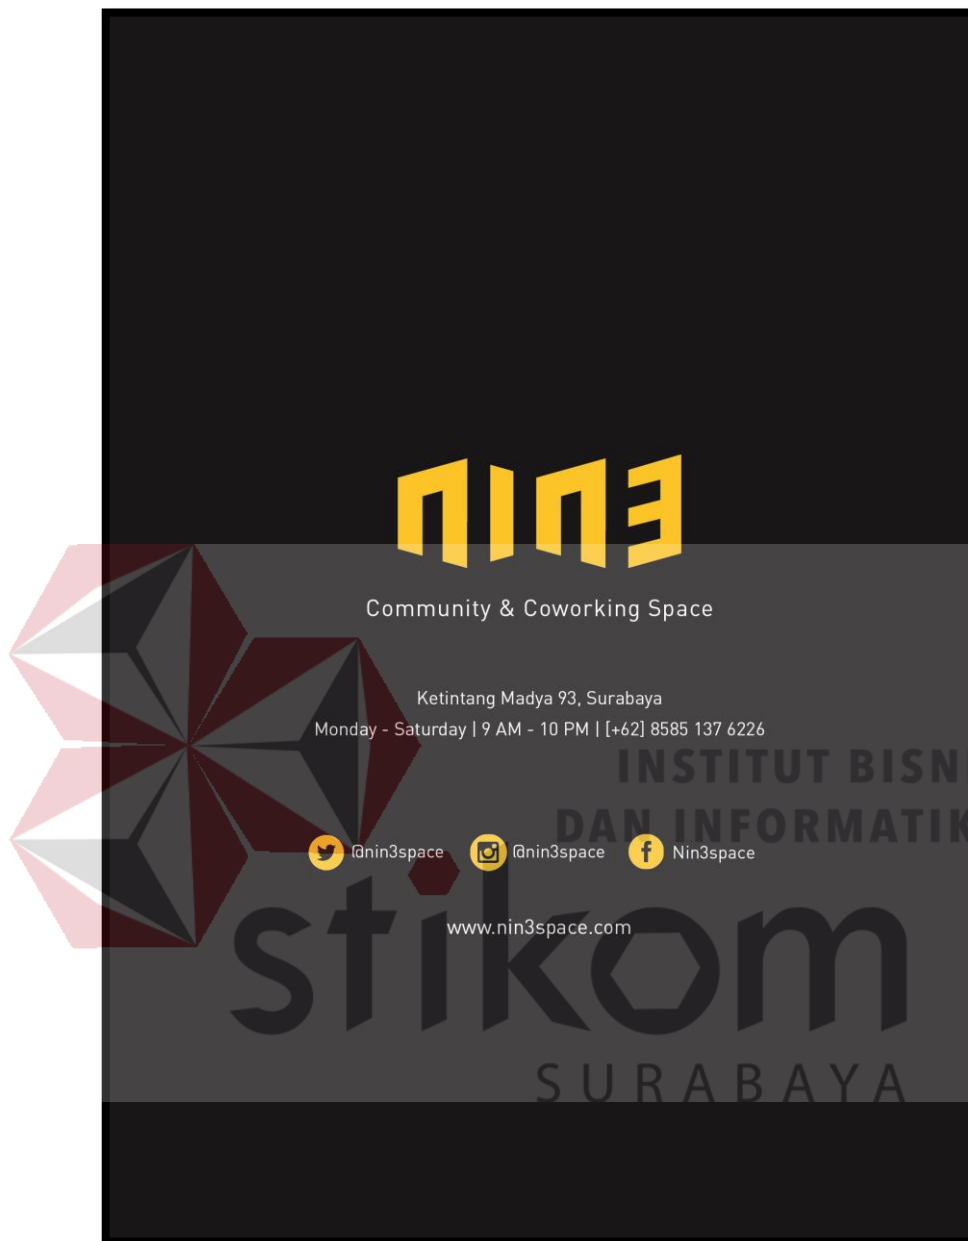 NIN3
Community & Coworking Space
Ketintang Madya 93, Surabaya
Monday - Saturday | 9 AM - 10 PM | [+62] 8585 137 6226
INSTITUT BISN
DAN INFORMATIK
@nin3space @nin3space Nin3space
stikom
www.nin3space.com
SURABAYA